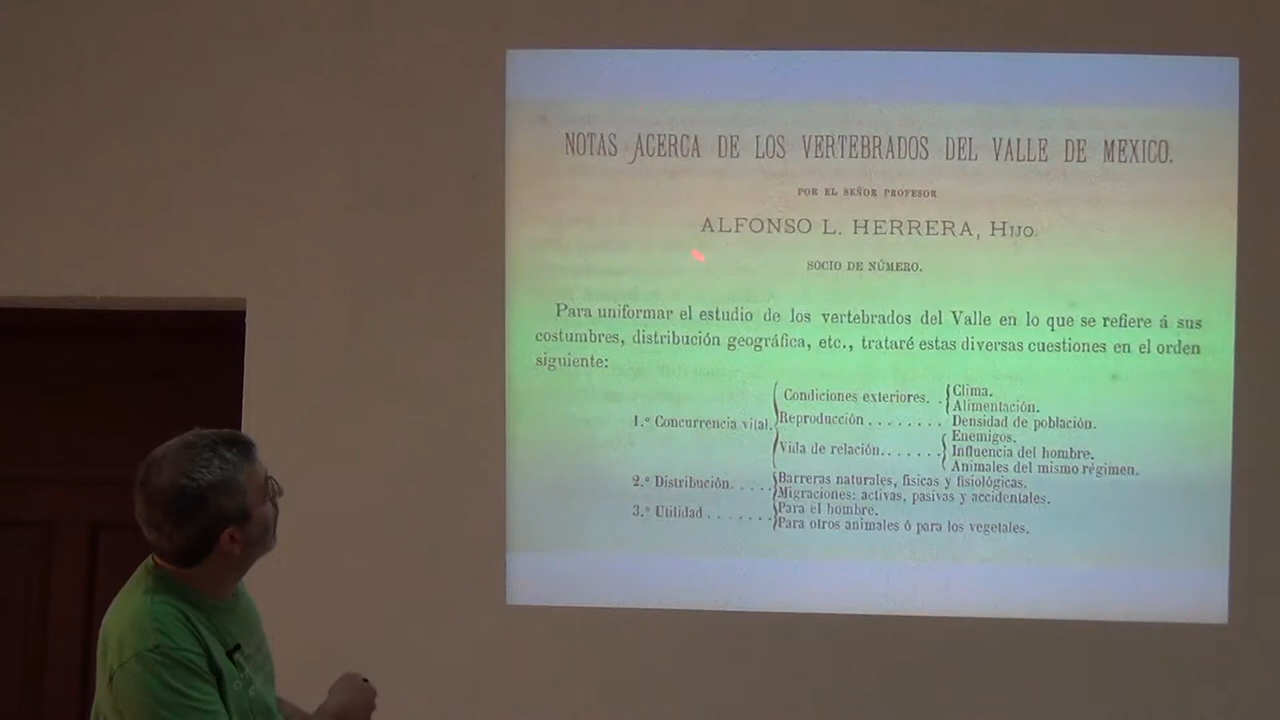 NOTAS ACERCA DE LOS VERTEBRADOS DEL VALLE DE MEXICO.
POR EL SEÑOR PROFESOR
ALFONSO L. HERRERA, HIJO.
SOCIO DE NÚMERO.
Para uniformar el estudio de los vertebrados del Valle en lo que se refiere á sus
costumbres, distribución geográfica, etc., trataré estas diversas cuestiones en el orden
siguiente:
1.º Concurrencia vital.
Condiciones exteriores. .
Clima.
Alimentación.
Reproducción . . . . . . . .
Densidad de población.
Vida de relación. . . . . . .
Enemigos.
Influencia del hombre.
Animales del mismo régimen.
2.º Distribución. . . . .
Barreras naturales, físicas y fisiológicas.
Migraciones: activas, pasivas y accidentales.
3.º Utilidad . . . . . . .
Para el hombre.
Para otros animales ó para los vegetales.